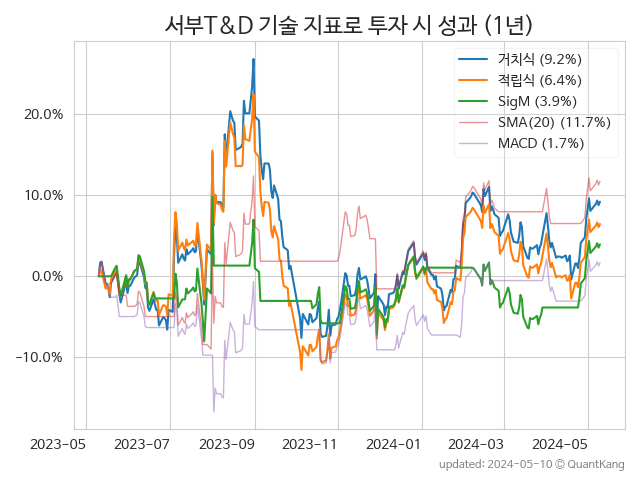 서부T&D 기술 지표로 투자 시 성과 (1년)
거치식 (9.2%)
적립식 (6.4%)
SigM (3.9%)
SMA(20) (11.7%)
MACD (1.7%)
20.0%
10.0%
0.0%
−10.0%
2023-05 2023-07 2023-09 2023-11 2024-01 2024-03 2024-05
updated: 2024-05-10 © QuantKang